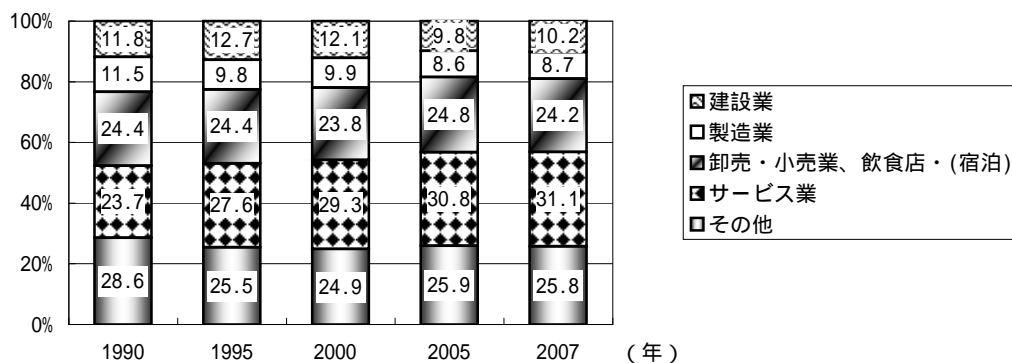 100%
80%
60%
40%
20%
0%
11.8 12.7 12.1 9.8 10.2
11.5 9.8 9.9 8.6 8.7
24.4 24.4 23.8 24.8 24.2
23.7 27.6 29.3 30.8 31.1
28.6 25.5 24.9 25.9 25.8
1990 1995 2000 2005 2007 (年)
建設業
製造業
卸売・小売業、飲食店・(宿泊)
サービス業
その他